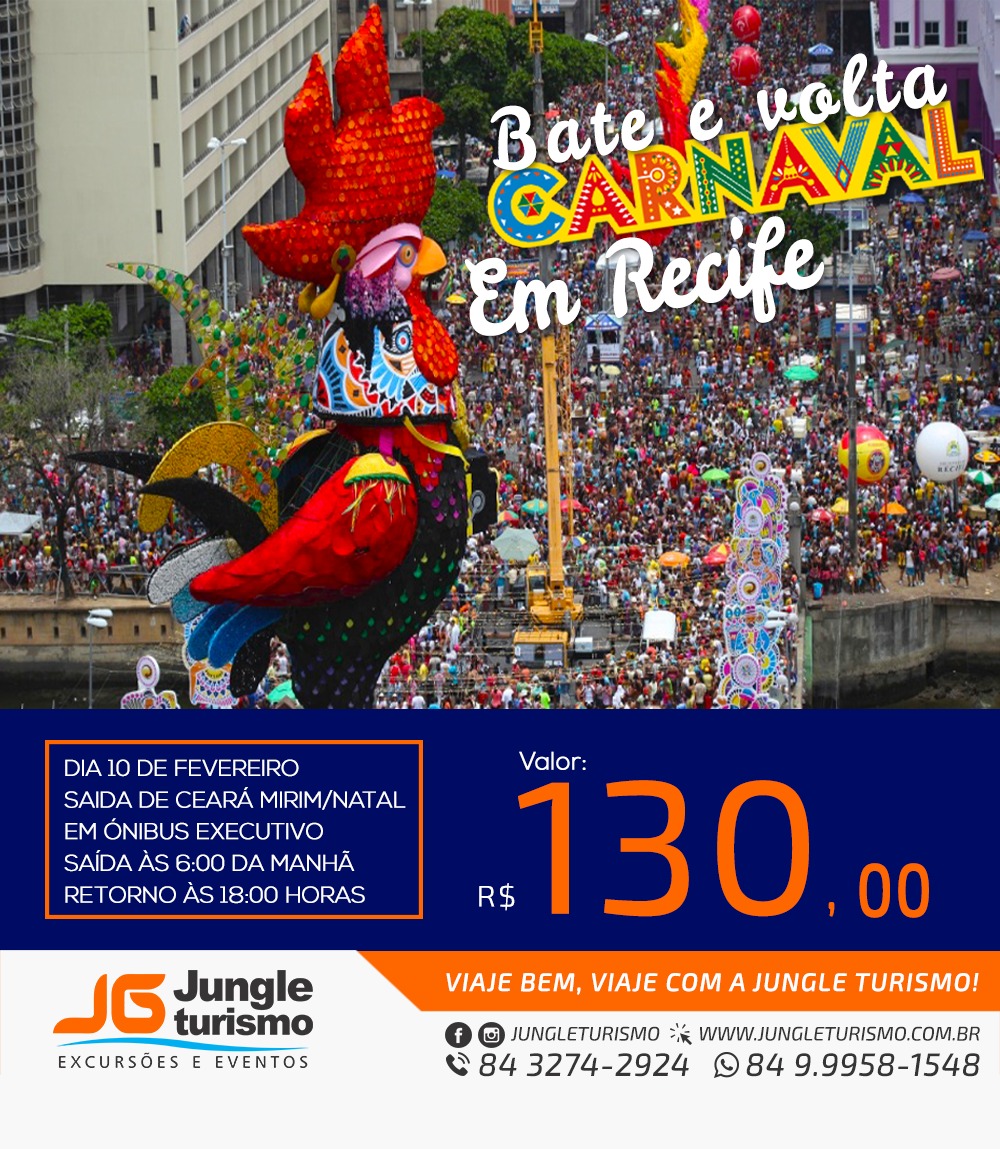 Bate e volta
CARNAVAL
Em Recife
DIA 10 DE FEVEREIRO
SAIDA DE CEARÁ MIRIM/NATAL
EM ÓNIBUS EXECUTIVO
SAÍDA ÀS 6:00 DA MANHÃ
RETORNO ÀS 18:00 HORAS
Valor:
R$ 130,00
JG Jungle
turismo
EXCURSÕES E EVENTOS
VIAJE BEM, VIAJE COM A JUNGLE TURISMO!
JUNGLETURISMO WWW.JUNGLETURISMO.COM.BR
84 3274-2924 84 9.9958-1548